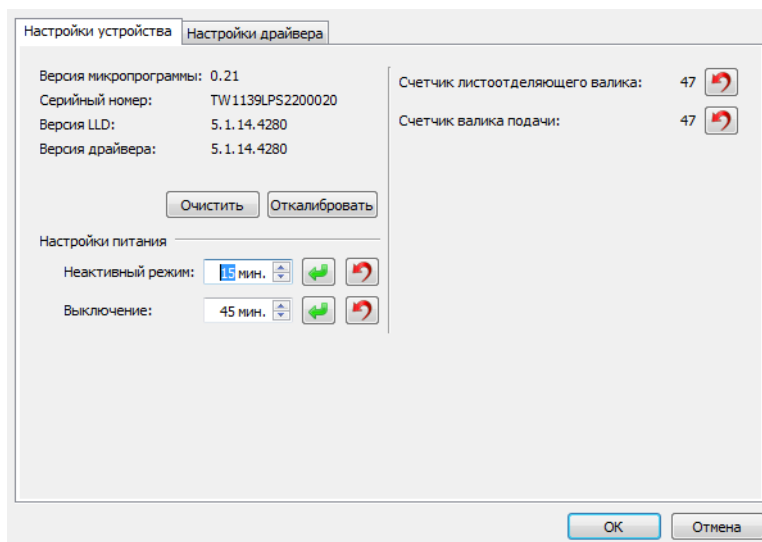 Настройки устройства
Настройки драйвера
Версия микропрограммы: 0.21
Серийный номер: TW1139LPS2200020
Версия LLD: 5.1.14.4280
Версия драйвера: 5.1.14.4280
Очистить
Откалибровать
Настройки питания
Неактивный режим: 15 мин.
Выключение: 45 мин.
Счетчик листоотделяющего валика: 47
Счетчик валика подачи: 47
OK
Отмена